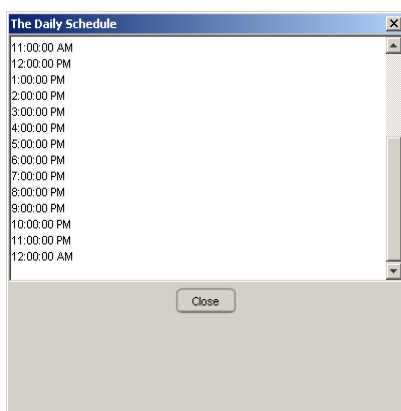 The Daily Schedule
11:00:00 AM
12:00:00 PM
1:00:00 PM
2:00:00 PM
3:00:00 PM
4:00:00 PM
5:00:00 PM
6:00:00 PM
7:00:00 PM
8:00:00 PM
9:00:00 PM
10:00:00 PM
11:00:00 PM
12:00:00 AM
Close